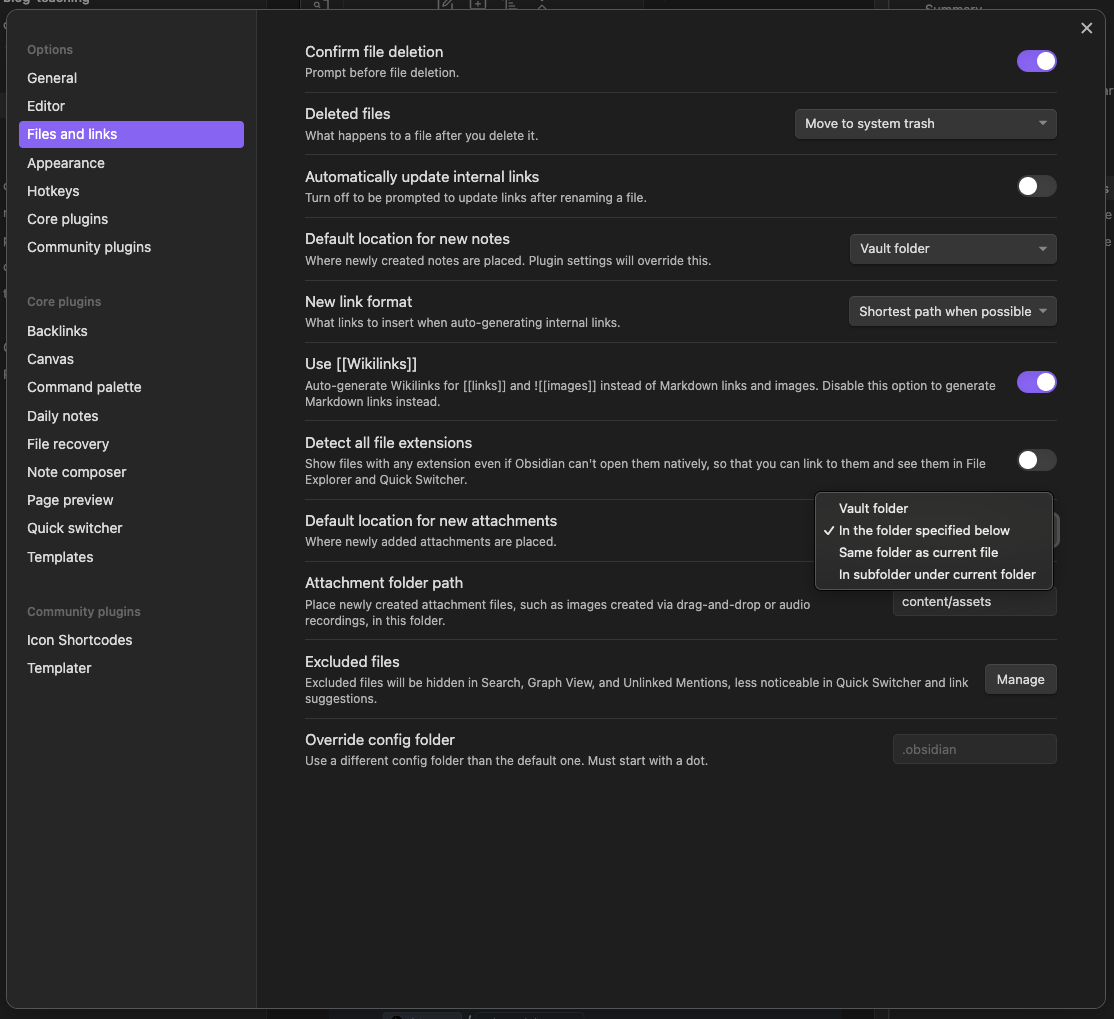 Options
General
Editor
Files and links
Appearance
Hotkeys
Core plugins
Community plugins
Core plugins
Backlinks
Canvas
Command palette
Daily notes
File recovery
Note composer
Page preview
Quick switcher
Templates
Community plugins
Icon Shortcodes
Templater
Confirm file deletion
Prompt before file deletion.
Deleted files
What happens to a file after you delete it.
Move to system trash
Automatically update internal links
Turn off to be prompted to update links after renaming a file.
Default location for new notes
Where newly created notes are placed. Plugin settings will override this.
Vault folder
New link format
What links to insert when auto-generating internal links.
Shortest path when possible
Use [[Wikilinks]]
Auto-generate Wikilinks for [[links]] and ![[images]] instead of Markdown links and images. Disable this option to generate
Markdown links instead.
Detect all file extensions
Show files with any extension even if Obsidian can't open them natively, so that you can link to them and see them in File
Explorer and Quick Switcher.
Default location for new attachments
Where newly added attachments are placed.
Vault folder
✓ In the folder specified below
Same folder as current file
In subfolder under current folder
Attachment folder path
Place newly created attachment files, such as images created via drag-and-drop or audio
recordings, in this folder.
content/assets
Excluded files
Excluded files will be hidden in Search, Graph View, and Unlinked Mentions, less noticeable in Quick Switcher and link
suggestions.
Manage
Override config folder
Use a different config folder than the default one. Must start with a dot.
.obsidian